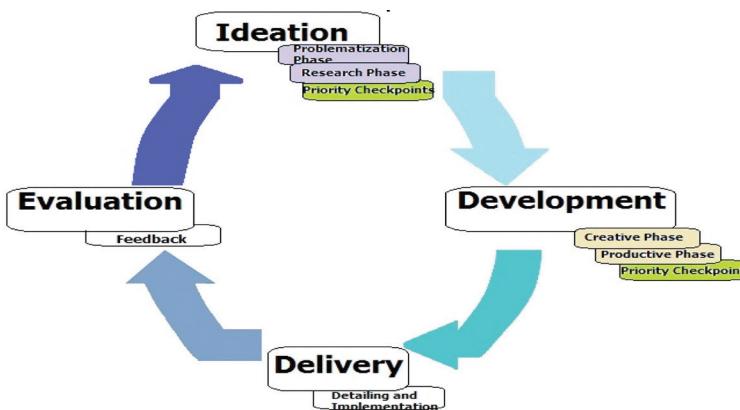 Ideation
Problematization
Phase
Research Phase
Priority Checkpoints
Development
Creative Phase
Productive Phase
Priority Checkpoin
Delivery
Detailing and
Implementation
Evaluation
Feedback